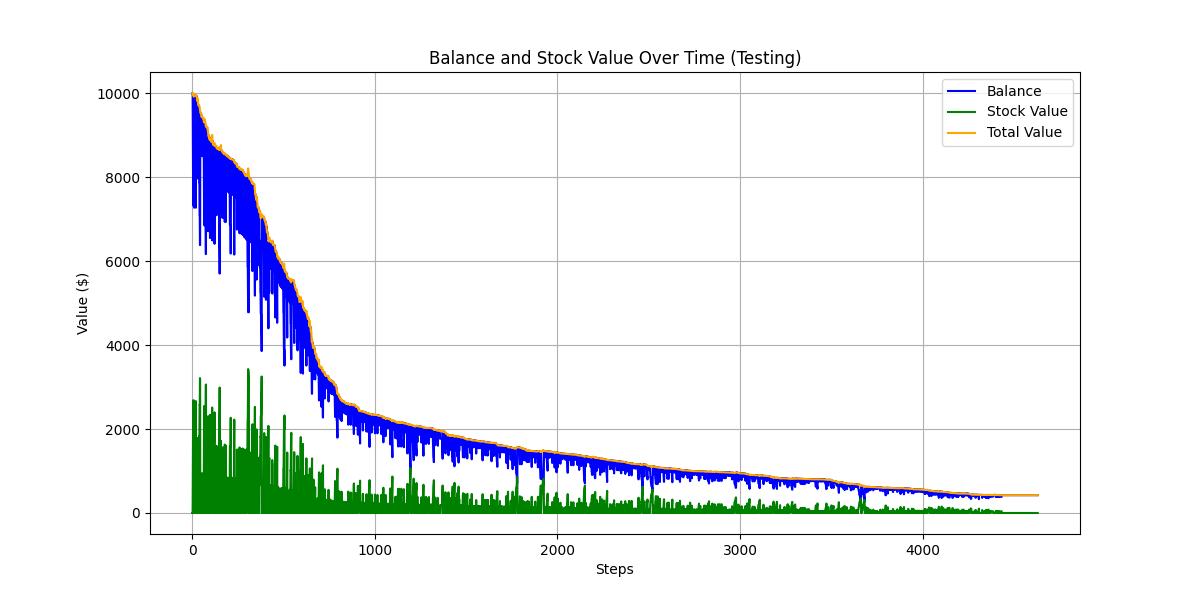 Balance and Stock Value Over Time (Testing)
Balance
Stock Value
Total Value
Value ($)
10000
8000
6000
4000
2000
0
0 1000 2000 3000 4000
Steps